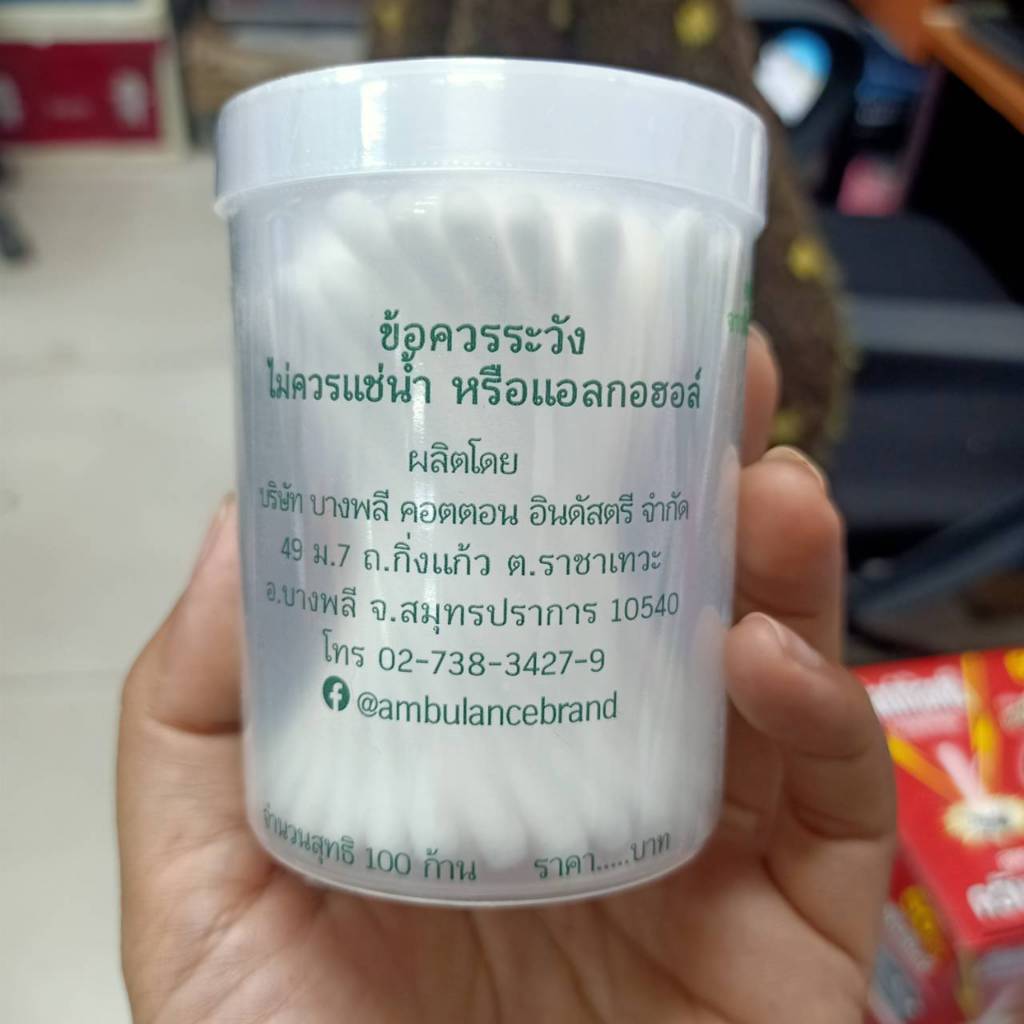 ข้อควรระวัง
ไม่ควรแช่น้ำ หรือแอลกอฮอล์
ผลิตโดย
บริษัท บางพลี คอตตอน อินดัสตรี จำกัด
49 ม.7 ถ.กิ่งแก้ว ต.ราชาเทวะ
อ.บางพลี จ.สมุทรปราการ 10540
โทร 02-738-3427-9
@ambulancebrand
จำนวนสุทธิ 100 ก้าน ราคา.....บาท